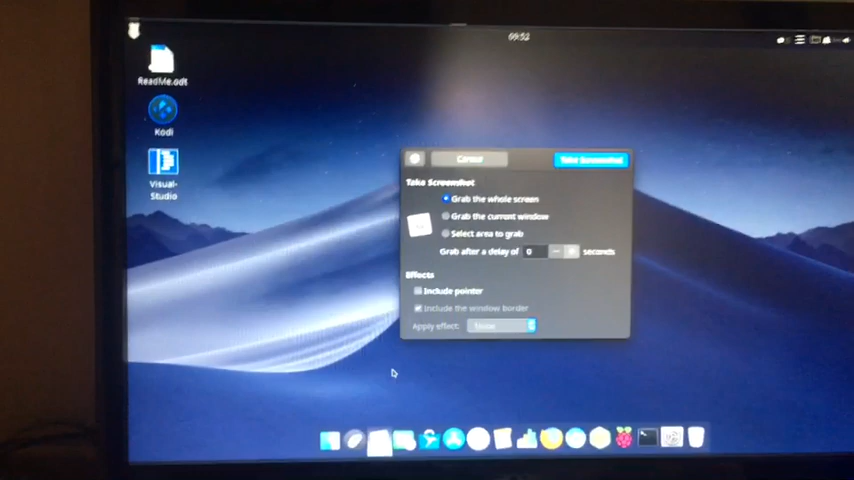 09:52
ReadMe.odt
Kodi
Visual-
Studio
Cancel
Take Screenshot
Take Screenshot
Grab the whole screen
Grab the current window
Select area to grab
Grab after a delay of 0 seconds
Effects
Include pointer
Include the window border
Apply effect: None